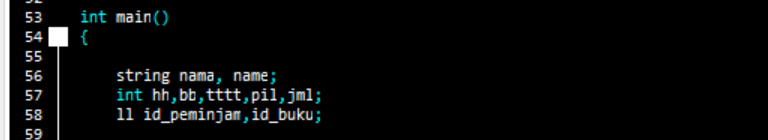 53 int main()
54 {
55
56 string nama, name;
57 int hh,bb,tttt,pil,jml;
58 ll id_peminjam,id_buku;
59